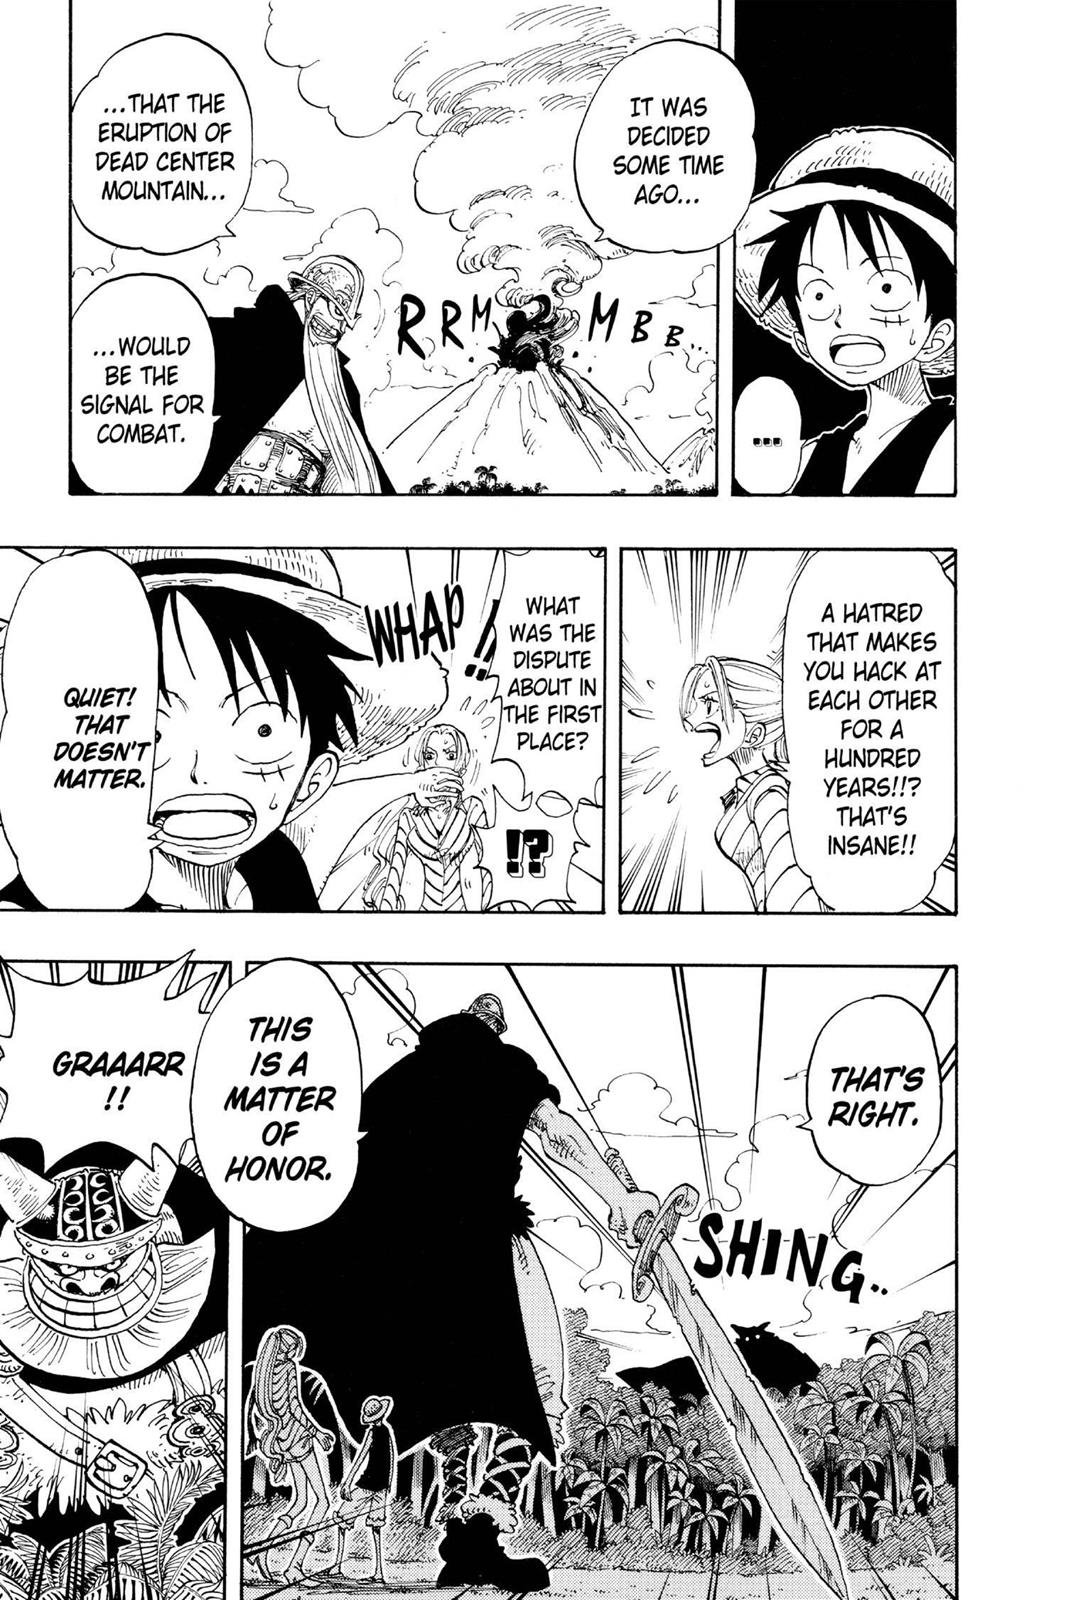 ...
IT WAS
DECIDED
SOME TIME
AGO...
...THAT THE
ERUPTION OF
DEAD CENTER
MOUNTAIN...
RRMMBB...
...WOULD
BE THE
SIGNAL FOR
COMBAT.
A HATRED
THAT MAKES
YOU HACK AT
EACH OTHER
FOR A
HUNDRED
YEARS!!?
THAT'S
INSANE!!
WHAT
WAS THE
DISPUTE
ABOUT IN
THE FIRST
PLACE?
WHAP!!
!?
QUIET!
THAT
DOESN'T
MATTER.
THAT'S
RIGHT.
SHING..
THIS
IS A
MATTER
OF
HONOR.
GRAAARR
!!